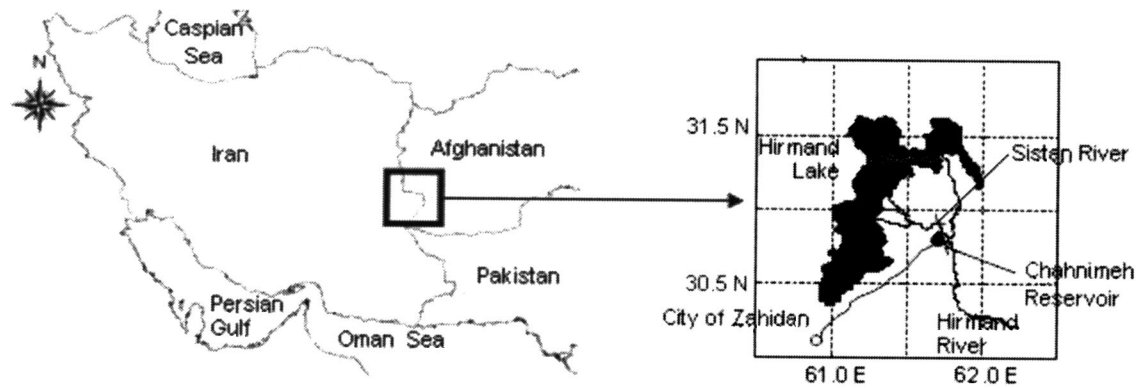 Caspian
Sea
N
Iran
Afghanistan
Pakistan
Persian
Gulf
Oman Sea
31.5 N
Hirmand
Lake
Sistan River
30.5 N
Chahnimeh
Reservoir
City of Zahidan
Hirmand
River
61.0 E
62.0 E